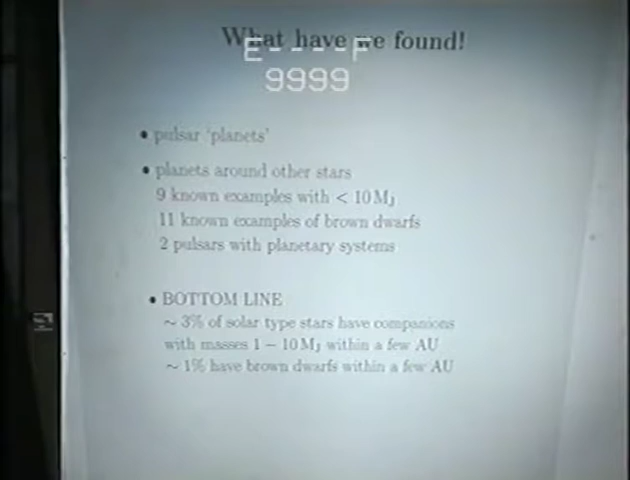 What have we found!
E----F
9999
• pulsar 'planets'
• planets around other stars
9 known examples with < 10 MJ
11 known examples of brown dwarfs
2 pulsars with planetary systems
• BOTTOM LINE
~ 3% of solar type stars have companions
with masses 1 − 10 MJ within a few AU
~ 1% have brown dwarfs within a few AU